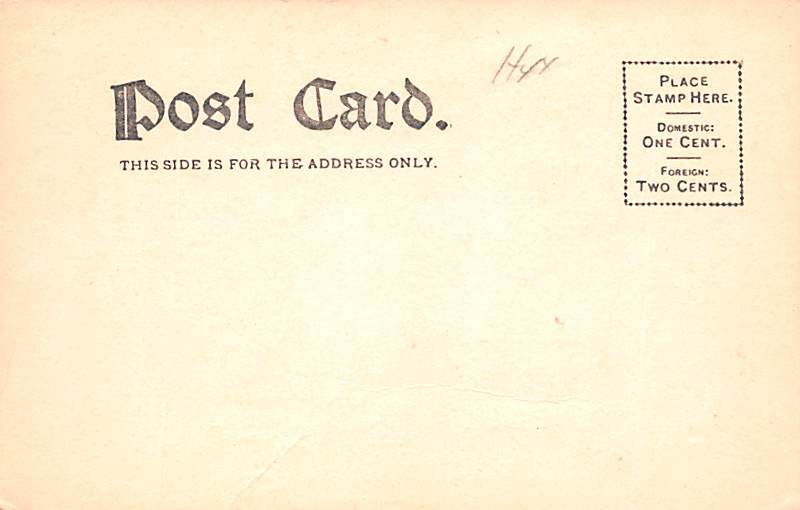 Post Card.
THIS SIDE IS FOR THE ADDRESS ONLY.
PLACE
STAMP HERE.
DOMESTIC:
ONE CENT.
FOREIGN:
TWO CENTS.